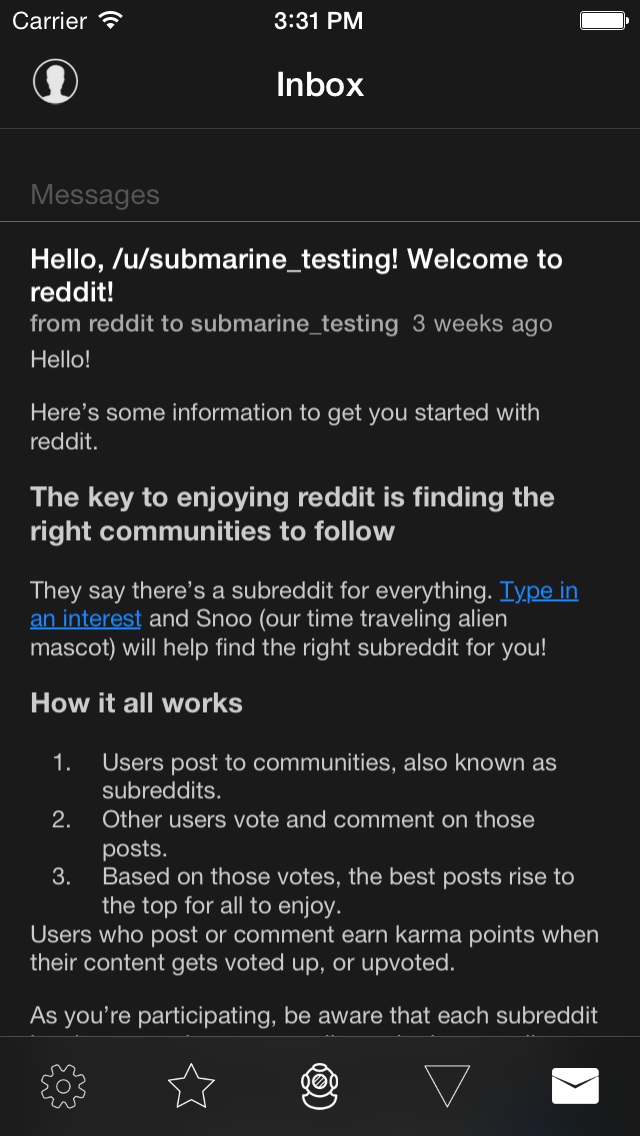 Carrier 3:31 PM
Inbox
Messages
Hello, /u/submarine_testing! Welcome to
reddit!
from reddit to submarine_testing 3 weeks ago
Hello!
Here's some information to get you started with
reddit.
The key to enjoying reddit is finding the
right communities to follow
They say there's a subreddit for everything. Type in
an interest and Snoo (our time traveling alien
mascot) will help find the right subreddit for you!
How it all works
1. Users post to communities, also known as
subreddits.
2. Other users vote and comment on those
posts.
3. Based on those votes, the best posts rise to
the top for all to enjoy.
Users who post or comment earn karma points when
their content gets voted up, or upvoted.
As you're participating, be aware that each subreddit